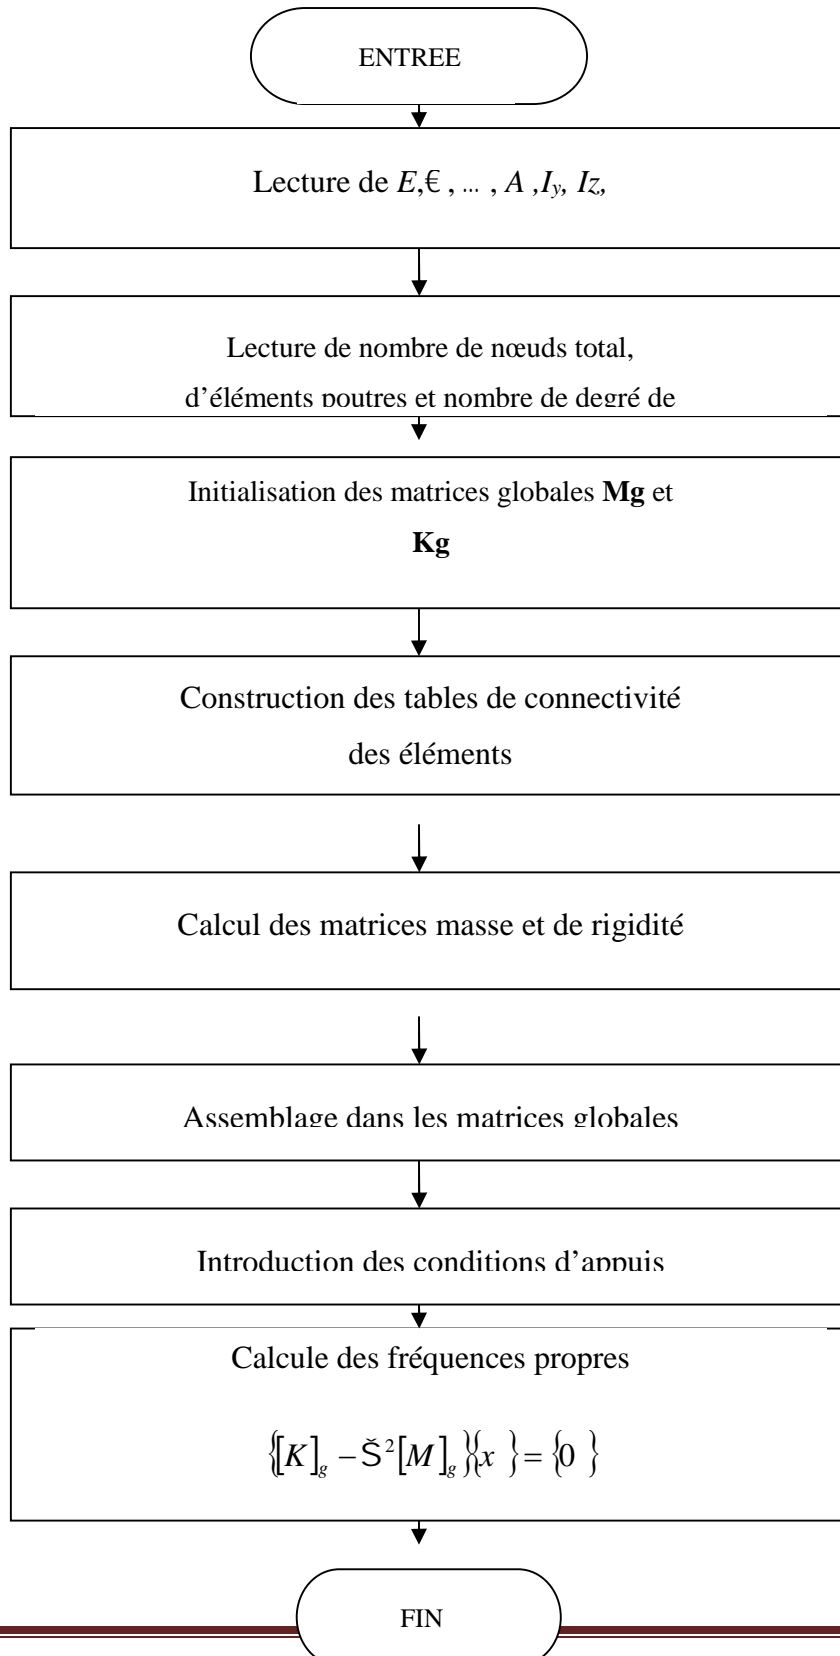 ENTREE
Lecture de E,€ , ... , A ,Iy, Iz,
Lecture de nombre de nœuds total,
d’éléments poutres et nombre de degré de
Initialisation des matrices globales Mg et
Kg
Construction des tables de connectivité
des éléments
Calcul des matrices masse et de rigidité
Assemblage dans les matrices globales
Introduction des conditions d’appuis
Calcule des fréquences propres
{[K]g − Š²[M]g}{x } = {0 }
FIN